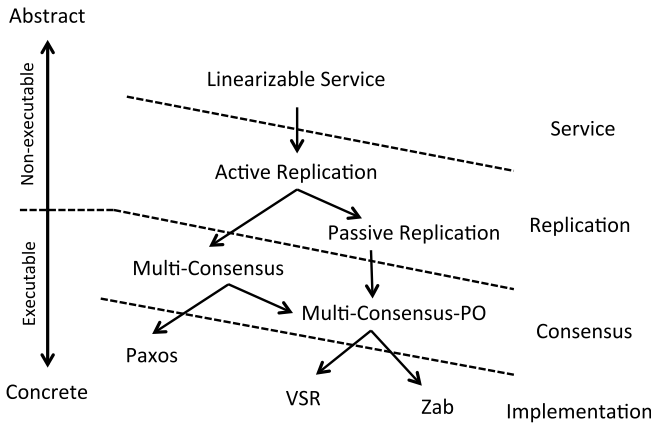 Abstract
Linearizable Service
Non-executable
Service
Active Replication
Replication
Passive Replication
Multi-Consensus
Executable
Multi-Consensus-PO
Consensus
Paxos
Concrete
VSR
Zab
Implementation